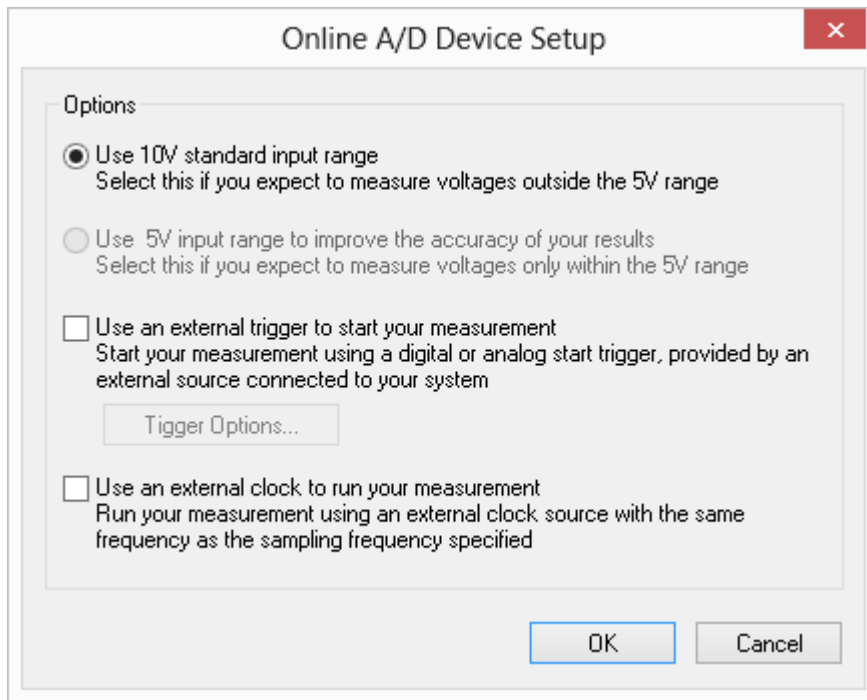 Online A/D Device Setup
Options
Use 10V standard input range
Select this if you expect to measure voltages outside the 5V range
Use  5V input range to improve the accuracy of your results
Select this if you expect to measure voltages only within the 5V range
Use an external trigger to start your measurement
Start your measurement using a digital or analog start trigger, provided by an
external source connected to your system
Tigger Options...
Use an external clock to run your measurement
Run your measurement using an external clock source with the same
frequency as the sampling frequency specified
OK
Cancel